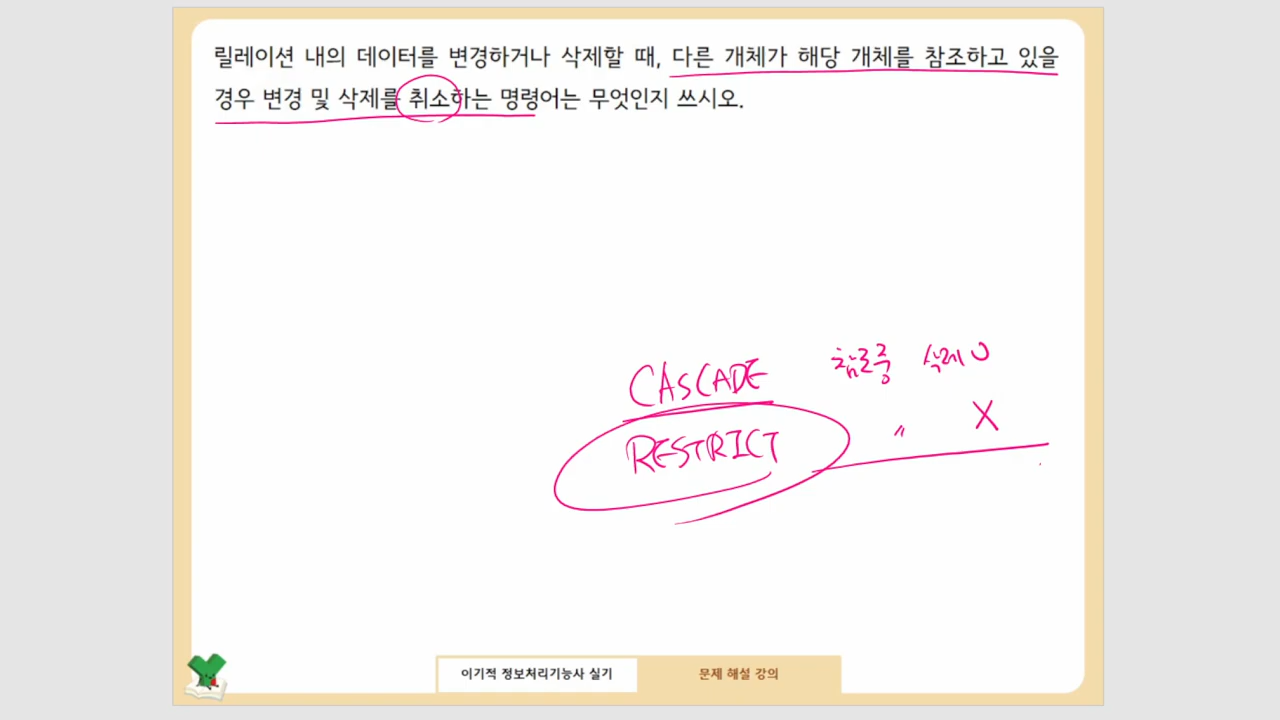 릴레이션 내의 데이터를 변경하거나 삭제할 때, 다른 개체가 해당 개체를 참조하고 있을
경우 변경 및 삭제를 취소하는 명령어는 무엇인지 쓰시오.
CASCADE 참조중 삭제 O
RESTRICT 〃 X
이기적 정보처리기능사 실기
문제 해설 강의